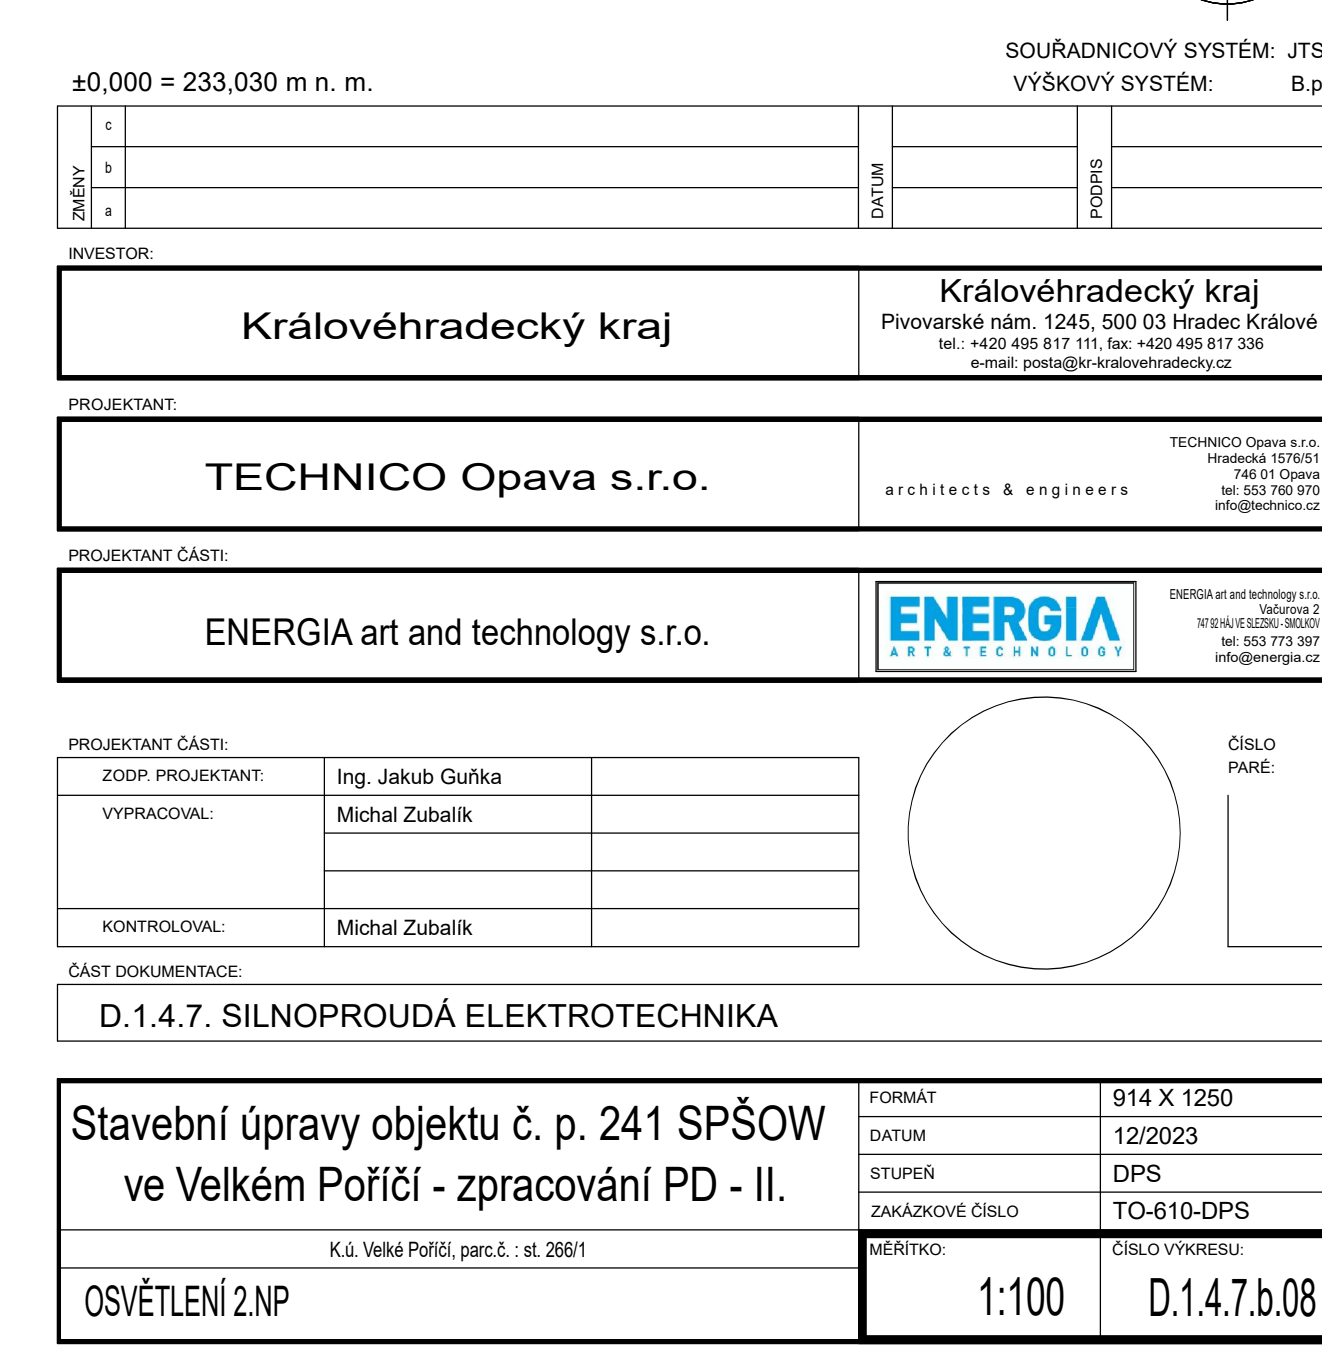 SOUŘADNICOVÝ SYSTÉM: JTS
±0,000 = 233,030 m n. m.
VÝŠKOVÝ SYSTÉM: B.p
ZMĚNY
c
b
a
DATUM
PODPIS
INVESTOR:
Královéhradecký kraj
Královéhradecký kraj
Pivovarské nám. 1245, 500 03 Hradec Králové
tel.: +420 495 817 111, fax: +420 495 817 336
e-mail: posta@kr-kralovehradecky.cz
PROJEKTANT:
TECHNICO Opava s.r.o.
architects & engineers
TECHNICO Opava s.r.o.
Hradecká 1576/51
746 01 Opava
tel: 553 760 970
info@technico.cz
PROJEKTANT ČÁSTI:
ENERGIA art and technology s.r.o.
ENERGIA
ART & TECHNOLOGY
ENERGIA art and technology s.r.o.
Vačurova 2
747 92 HÁJ VE SLEZSKU - SMOLKOV
tel: 553 773 397
info@energia.cz
PROJEKTANT ČÁSTI:
ZODP. PROJEKTANT: Ing. Jakub Guňka
VYPRACOVAL: Michal Zubalík
KONTROLOVAL: Michal Zubalík
ČÍSLO
PARÉ:
ČÁST DOKUMENTACE:
D.1.4.7. SILNOPROUDÁ ELEKTROTECHNIKA
Stavební úpravy objektu č. p. 241 SPŠOW
ve Velkém Poříčí - zpracování PD - II.
K.ú. Velké Poříčí, parc.č. : st. 266/1
OSVĚTLENÍ 2.NP
FORMÁT 914 X 1250
DATUM 12/2023
STUPEŇ DPS
ZAKÁZKOVÉ ČÍSLO TO-610-DPS
MĚŘÍTKO:
1:100
ČÍSLO VÝKRESU:
D.1.4.7.b.08